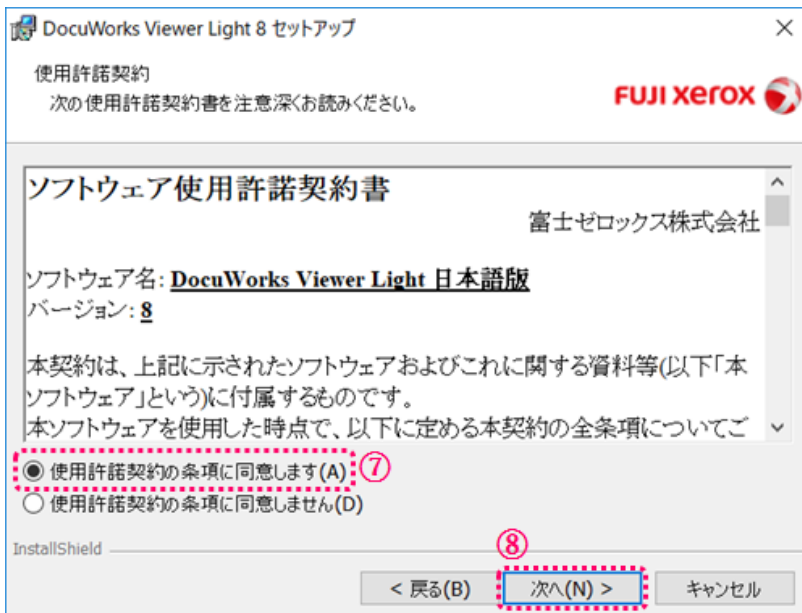 DocuWorks Viewer Light 8 セットアップ
使用許諾契約
次の使用許諾契約書を注意深くお読みください。
FUJI xerox
ソフトウェア使用許諾契約書
富士ゼロックス株式会社
ソフトウェア名: DocuWorks Viewer Light 日本語版
バージョン: 8
本契約は、上記に示されたソフトウェアおよびこれに関する資料等(以下「本
ソフトウェア」という)に付属するものです。
本ソフトウェアを使用した時点で、以下に定める本契約の全条項についてご
使用許諾契約の条項に同意します(A) ⑦
使用許諾契約の条項に同意しません(D)
InstallShield
⑧
< 戻る(B) 次へ(N) > キャンセル